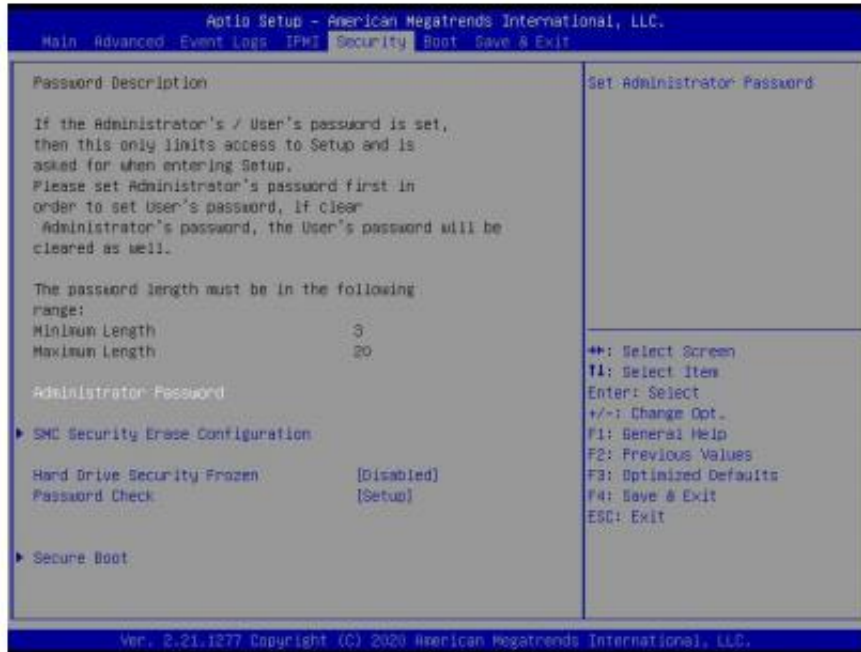 Aptio Setup - American Megatrends International, LLC.
Main Advanced Event Logs IPMI Security Boot Save & Exit
Password Description
If the Administrator's / User's password is set,
then this only limits access to Setup and is
asked for when entering Setup.
Please set Administrator's password first in
order to set User's password, if clear
Administrator's password, the User's password will be
cleared as well.
The password length must be in the following
range:
Minimum Length 3
Maximum Length 20
Administrator Password
SMC Security Erase Configuration
Hard Drive Security Frozen [Disabled]
Password Check [Setup]
Secure Boot
Set Administrator Password
→←: Select Screen
↑↓: Select Item
Enter: Select
+/-: Change Opt.
F1: General Help
F2: Previous Values
F3: Optimized Defaults
F4: Save & Exit
ESC: Exit
Ver. 2.21.1277 Copyright (C) 2020 American Megatrends International, LLC.